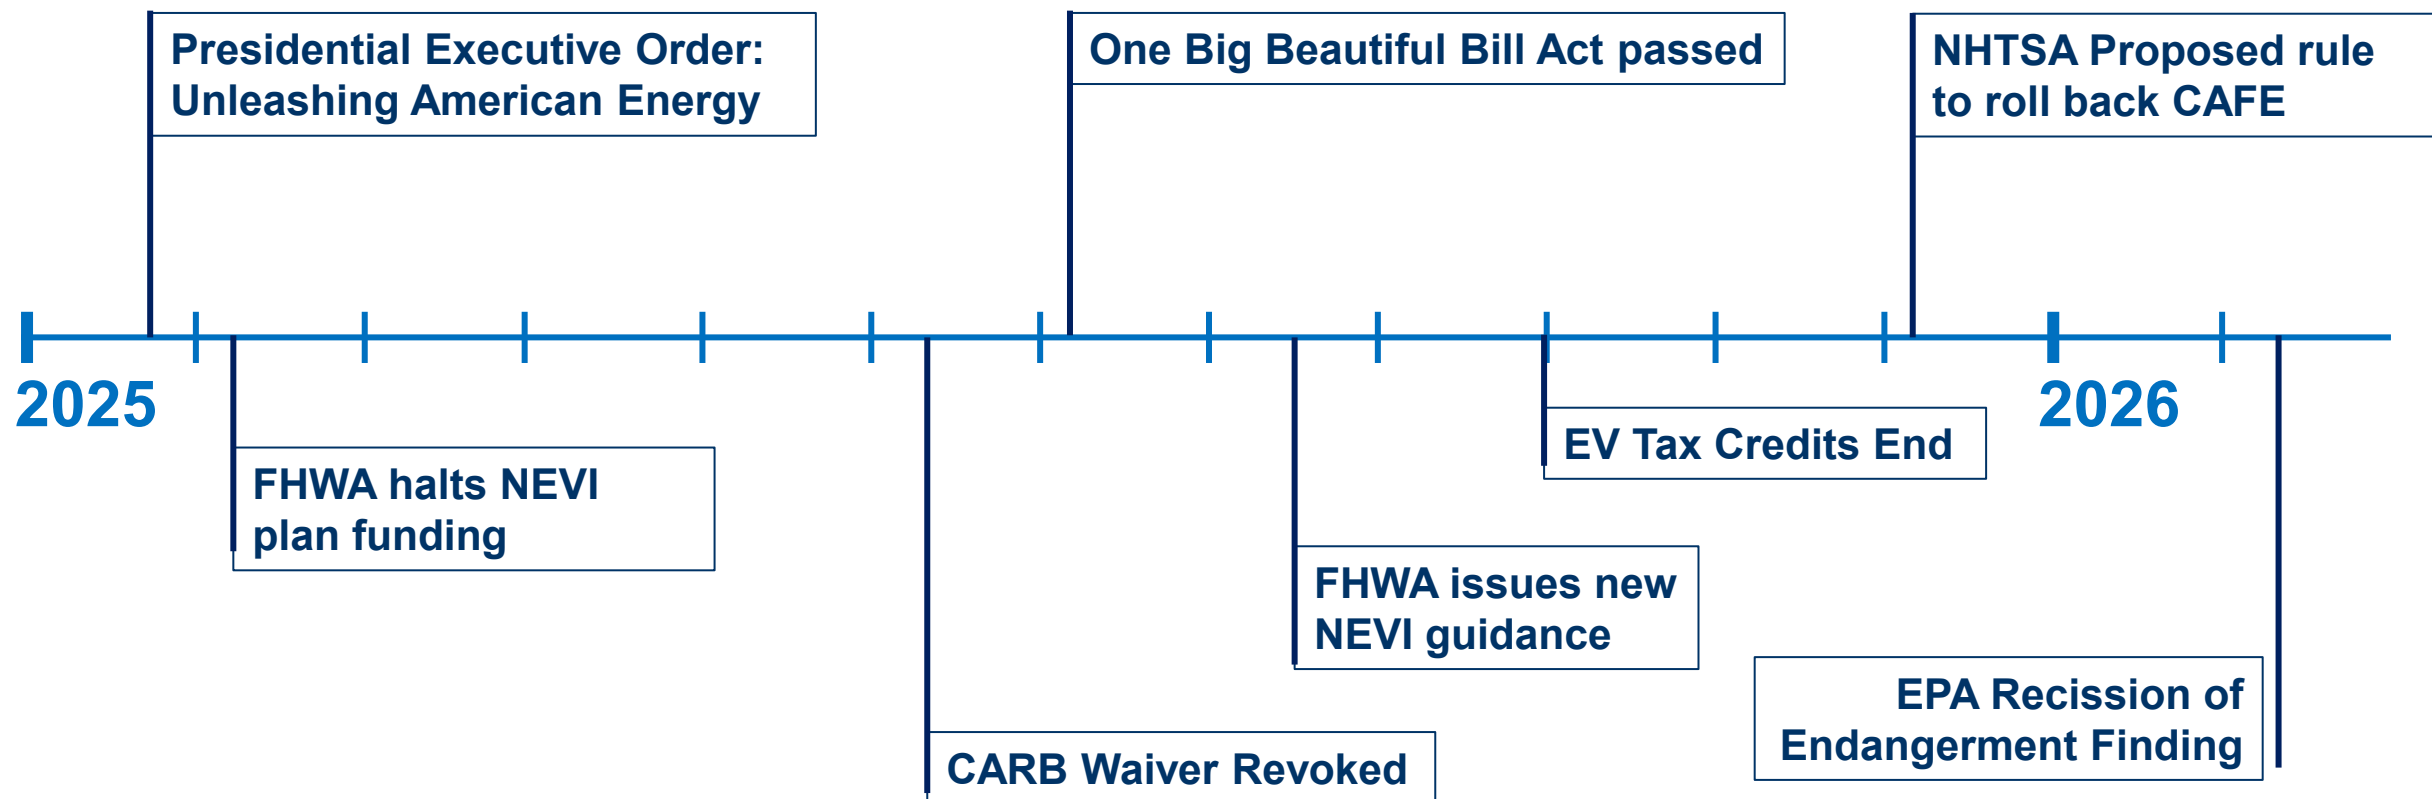 Presidential Executive Order:
Unleashing American Energy
One Big Beautiful Bill Act passed
NHTSA Proposed rule
to roll back CAFE
2025
2026
FHWA halts NEVI
plan funding
EV Tax Credits End
FHWA issues new
NEVI guidance
EPA Recission of
Endangerment Finding
CARB Waiver Revoked